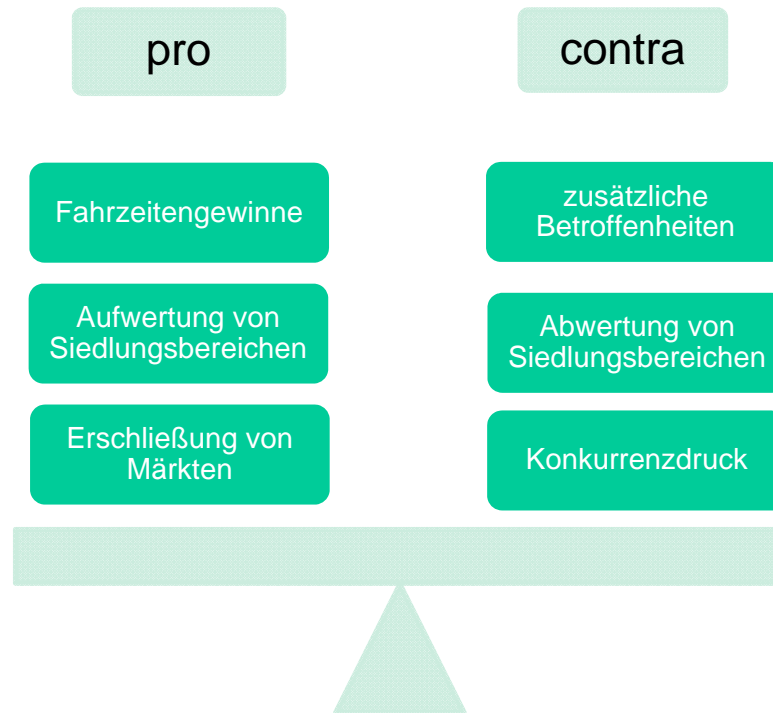 pro
contra
Fahrzeitengewinne
Aufwertung von
Siedlungsbereichen
Erschließung von
Märkten
zusätzliche
Betroffenheiten
Abwertung von
Siedlungsbereichen
Konkurrenzdruck